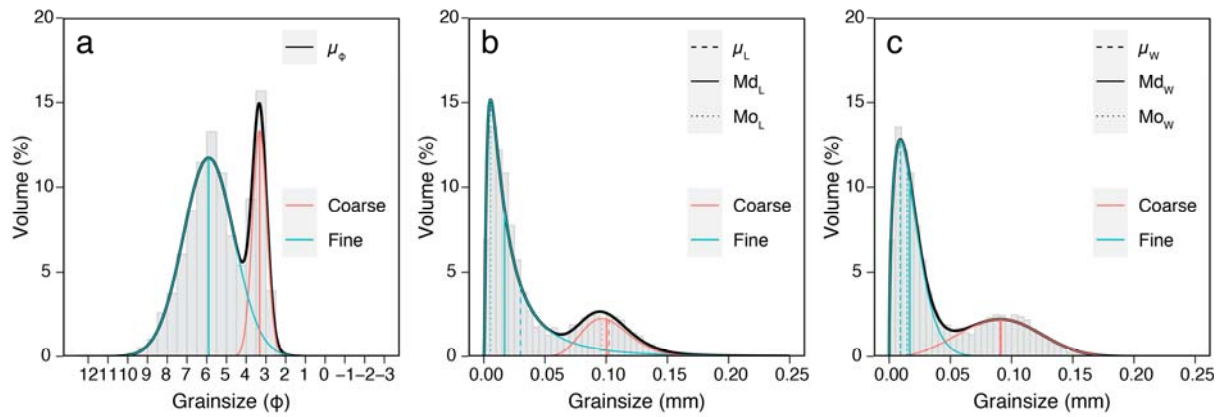 a
μϕ
Coarse
Fine
Volume (%)
20
15
10
5
0
12 11 10 9 8 7 6 5 4 3 2 1 0 −1 −2 −3
Grainsize (ϕ)
b
μL
MdL
MoL
Coarse
Fine
Volume (%)
20
15
10
5
0
0.00 0.05 0.10 0.15 0.20 0.25
Grainsize (mm)
c
μW
MdW
MoW
Coarse
Fine
Volume (%)
20
15
10
5
0
0.00 0.05 0.10 0.15 0.20 0.25
Grainsize (mm)